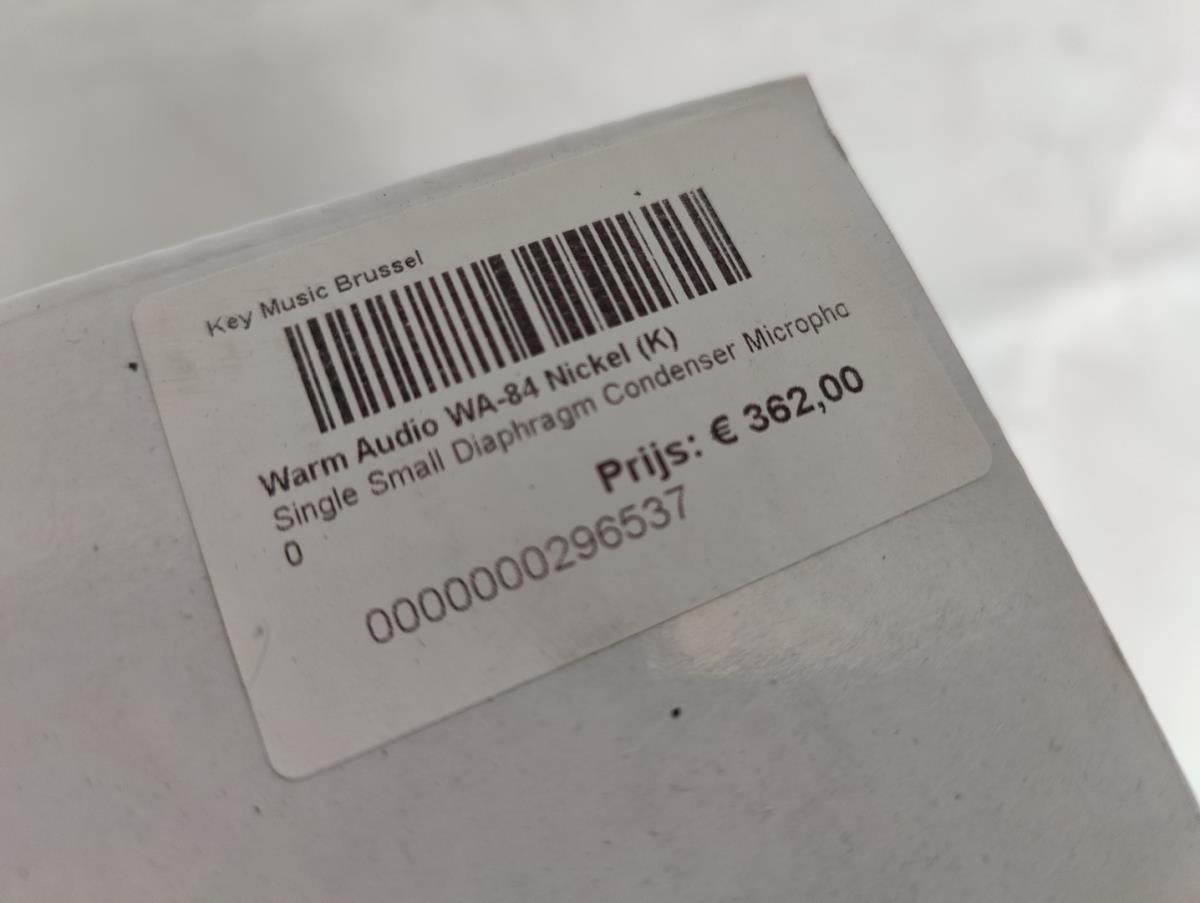 Key Music Brussel
Warm Audio WA-84 Nickel (K)
Single Small Diaphragm Condenser Micropho
0
Prijs: € 362,00
0000000296537